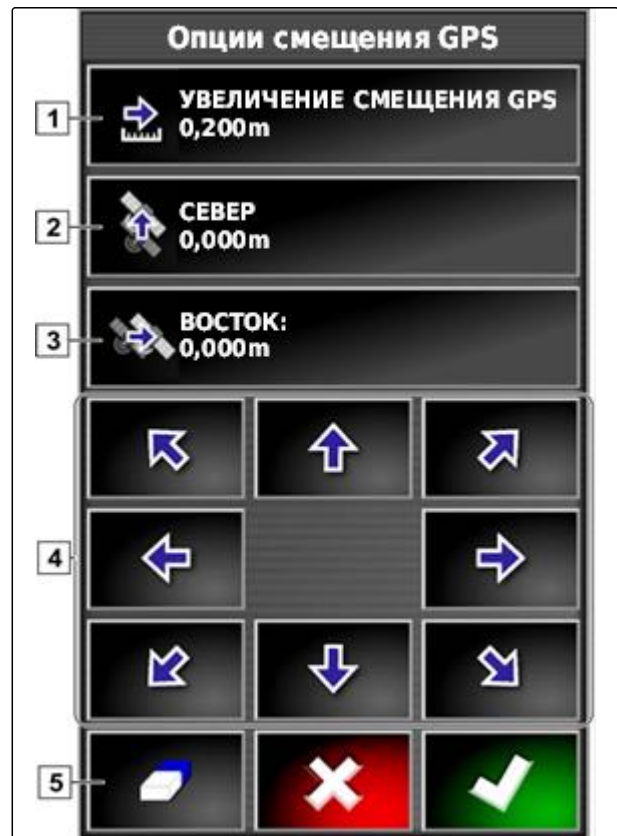 Опции смещения GPS
1
УВЕЛИЧЕНИЕ СМЕЩЕНИЯ GPS
0,200m
2
СЕВЕР
0,000m
3
ВОСТОК:
0,000m
4
5